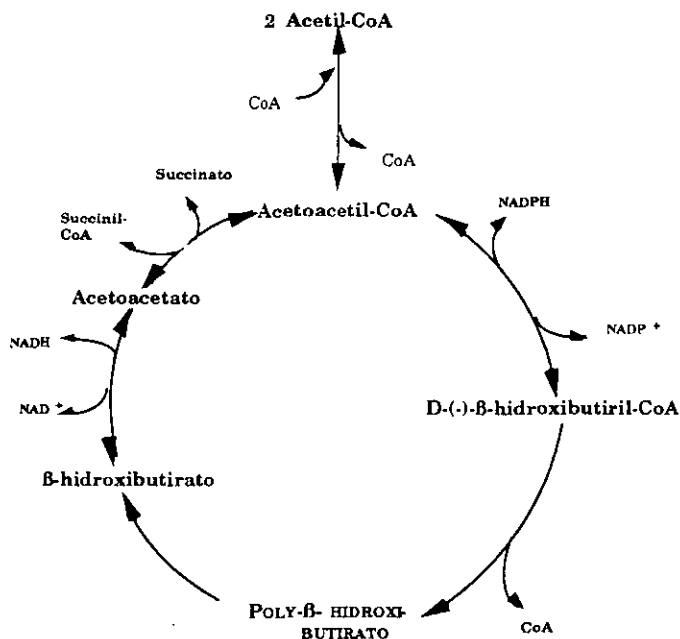 2 Acetil-CoA
CoA
CoA
Succinato
Succinil-
CoA
Acetoacetil-CoA
NADPH
Acetoacetato
NADH
NADP +
NAD +
D-(-)-ß-hidroxibutiril-CoA
ß-hidroxibutirato
POLY-ß- HIDROXI-
BUTIRATO
CoA